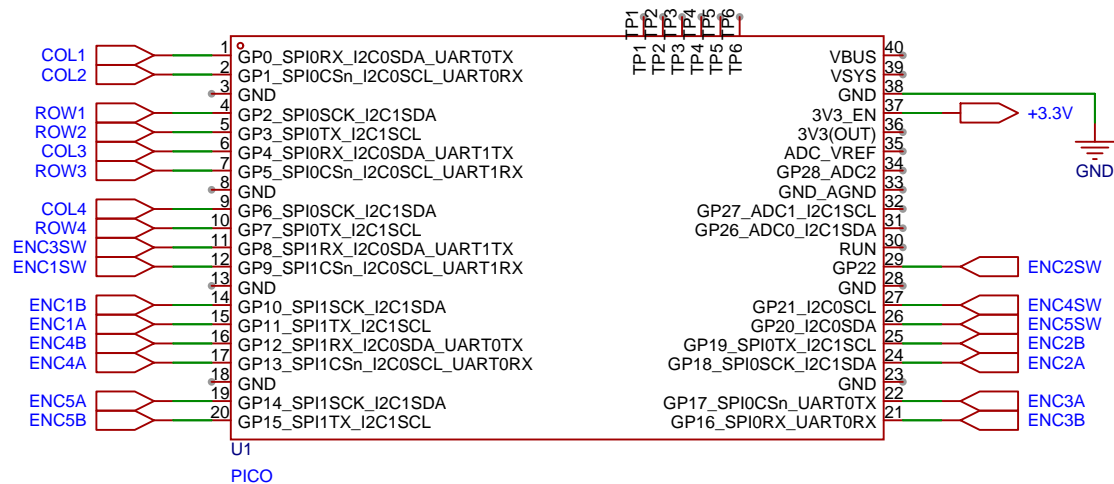 TP1 TP2 TP3 TP4 TP5 TP6
TP1 TP2 TP3 TP4 TP5 TP6
COL1 1 GP0_SPI0RX_I2C0SDA_UART0TX
COL2 2 GP1_SPI0CSn_I2C0SCL_UART0RX
3 GND
ROW1 4 GP2_SPI0SCK_I2C1SDA
ROW2 5 GP3_SPI0TX_I2C1SCL
COL3 6 GP4_SPI0RX_I2C0SDA_UART1TX
ROW3 7 GP5_SPI0CSn_I2C0SCL_UART1RX
8 GND
COL4 9 GP6_SPI0SCK_I2C1SDA
ROW4 10 GP7_SPI0TX_I2C1SCL
ENC3SW 11 GP8_SPI1RX_I2C0SDA_UART1TX
ENC1SW 12 GP9_SPI1CSn_I2C0SCL_UART1RX
13 GND
ENC1B 14 GP10_SPI1SCK_I2C1SDA
ENC1A 15 GP11_SPI1TX_I2C1SCL
ENC4B 16 GP12_SPI1RX_I2C0SDA_UART0TX
ENC4A 17 GP13_SPI1CSn_I2C0SCL_UART0RX
18 GND
ENC5A 19 GP14_SPI1SCK_I2C1SDA
ENC5B 20 GP15_SPI1TX_I2C1SCL
VBUS 40
VSYS 39
GND 38
3V3_EN 37 +3.3V
3V3(OUT) 36
ADC_VREF 35
GP28_ADC2 34
GND_AGND 33
GP27_ADC1_I2C1SCL 32
GP26_ADC0_I2C1SDA 31
RUN 30
GP22 29 ENC2SW
GND 28
GP21_I2C0SCL 27 ENC4SW
GP20_I2C0SDA 26 ENC5SW
GP19_SPI0TX_I2C1SCL 25 ENC2B
GP18_SPI0SCK_I2C1SDA 24 ENC2A
GND 23
GP17_SPI0CSn_UART0TX 22 ENC3A
GP16_SPI0RX_UART0RX 21 ENC3B
GND
U1
PICO